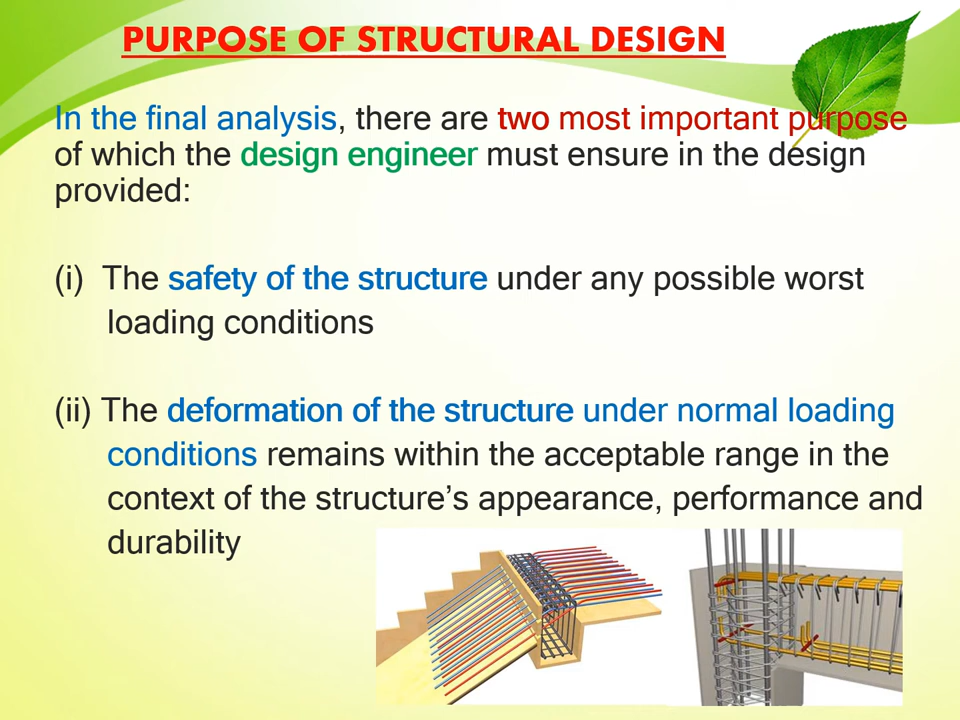 PURPOSE OF STRUCTURAL DESIGN
In the final analysis, there are two most important purpose
of which the design engineer must ensure in the design
provided:
(i) The safety of the structure under any possible worst
loading conditions
(ii) The deformation of the structure under normal loading
conditions remains within the acceptable range in the
context of the structure’s appearance, performance and
durability